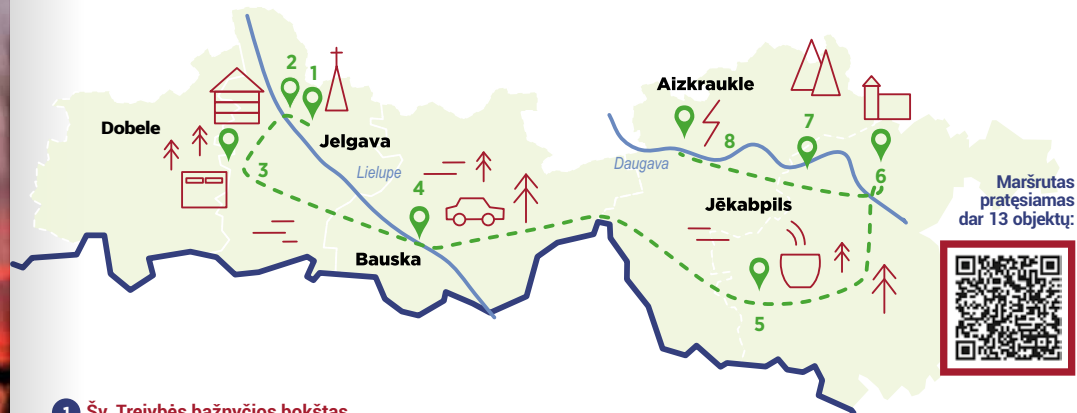 2
1
Dobele
Jelgava
3
Lielupe
4
Bauska
Aizkraukle
7
8
Daugava
6
Jēkabpils
5
Maršrutas
pratęsiamas
dar 13 objektų:
1 Šv. Trejybės bažnyčios bokštas